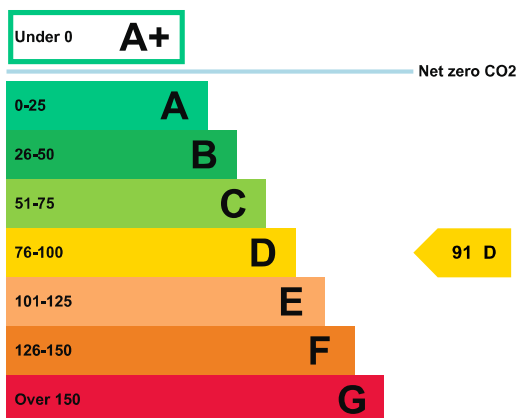 Under 0 A+
Net zero CO2
0-25 A
26-50 B
51-75 C
76-100 D
91 D
101-125 E
126-150 F
Over 150 G